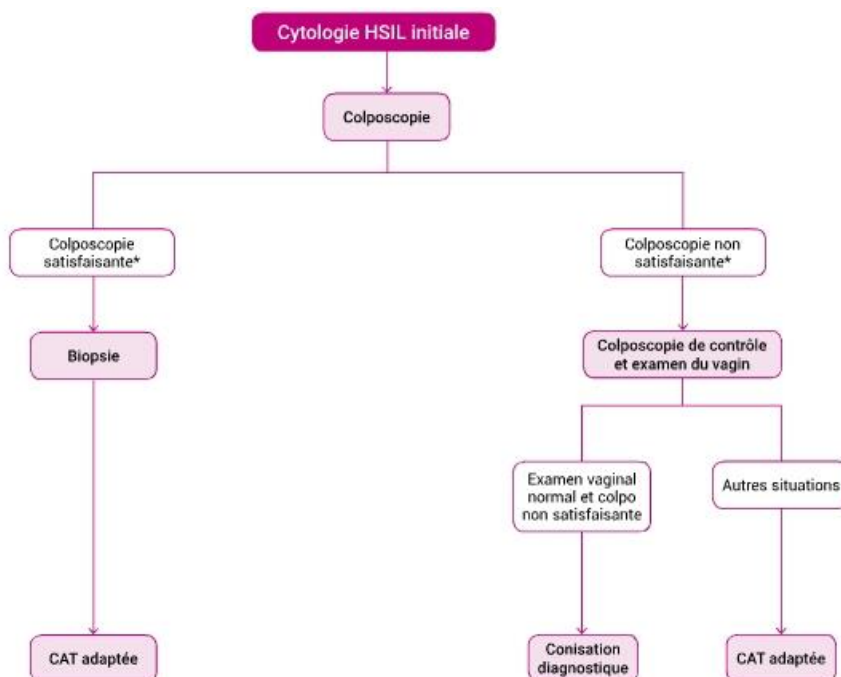 Cytologie HSIL initiale
Colposcopie
Colposcopie
satisfaisante*
Colposcopie non
satisfaisante*
Biopsie
Colposcopie de contrôle
et examen du vagin
Examen vaginal
normal et colpo
non satisfaisante
Autres situations
CAT adaptée
Conisation
diagnostique
CAT adaptée